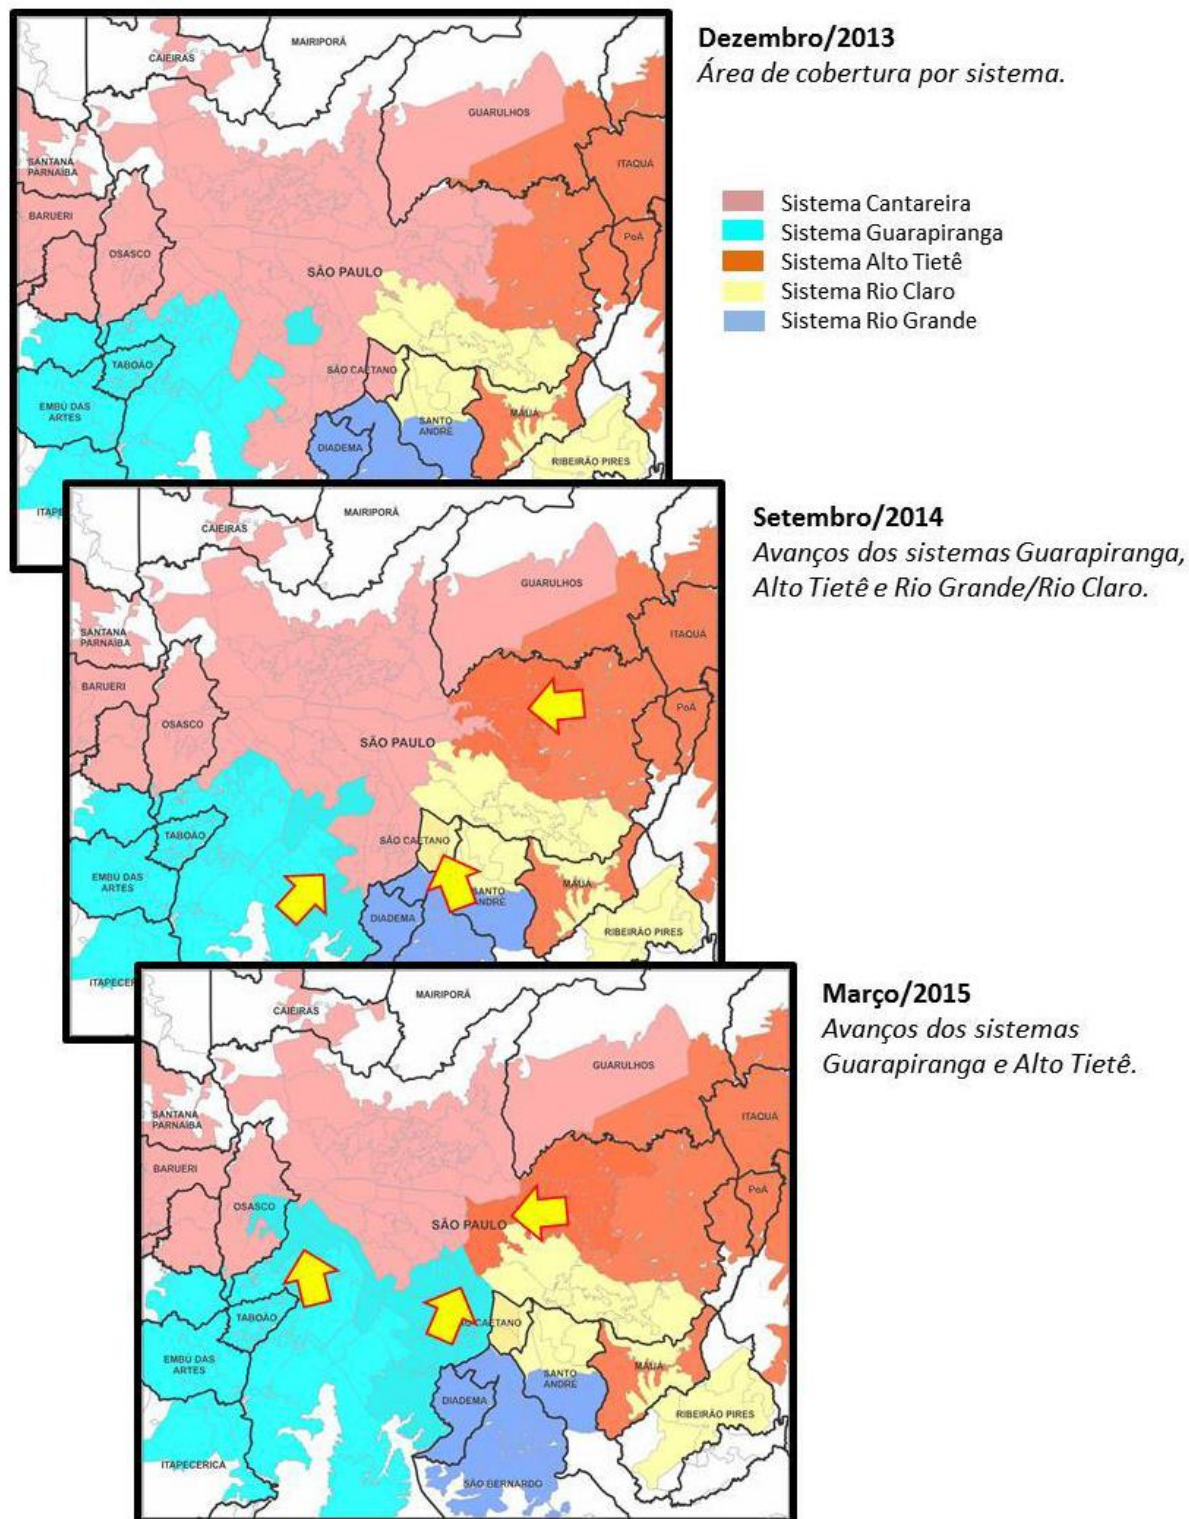 Dezembro/2013
Área de cobertura por sistema.
Sistema Cantareira
Sistema Guarapiranga
Sistema Alto Tietê
Sistema Rio Claro
Sistema Rio Grande
MAIRIPORÃ
CAIEIRAS
GUARULHOS
SANTANA
PARNAÍBA
ITAQUÁ
BARUERI
POÁ
OSASCO
SÃO PAULO
TABOÃO
SÃO CAETANO
EMBÚ DAS
ARTES
MAUÁ
SANTO
ANDRÉ
DIADEMA
RIBEIRÃO PIRES
Setembro/2014
Avanços dos sistemas Guarapiranga,
Alto Tietê e Rio Grande/Rio Claro.
MAIRIPORÃ
CAIEIRAS
GUARULHOS
SANTANA
PARNAÍBA
ITAQUÁ
BARUERI
POÁ
OSASCO
SÃO PAULO
TABOÃO
SÃO CAETANO
EMBÚ DAS
ARTES
MAUÁ
SANTO
ANDRÉ
DIADEMA
RIBEIRÃO PIRES
Março/2015
Avanços dos sistemas
Guarapiranga e Alto Tietê.
MAIRIPORÃ
CAIEIRAS
GUARULHOS
SANTANA
PARNAÍBA
ITAQUÁ
BARUERI
POÁ
OSASCO
SÃO PAULO
TABOÃO
CAETANO
EMBÚ DAS
ARTES
MAUÁ
SANTO
ANDRÉ
DIADEMA
RIBEIRÃO PIRES
ITAPECERICA
SÃO BERNARDO